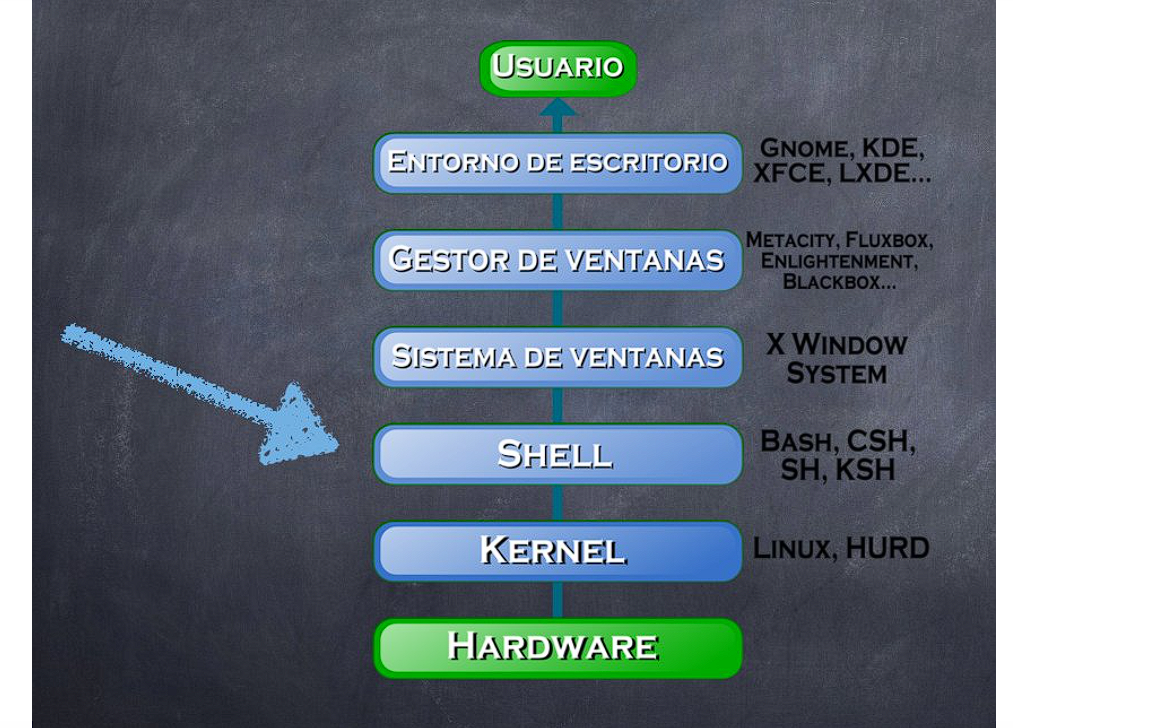 USUARIO
ENTORNO DE ESCRITORIO
GNOME, KDE,
XFCE, LXDE...
GESTOR DE VENTANAS
METACITY, FLUXBOX,
ENLIGHTENMENT,
BLACKBOX...
SISTEMA DE VENTANAS
X WINDOW
SYSTEM
SHELL
BASH, CSH,
SH, KSH
KERNEL
LINUX, HURD
HARDWARE